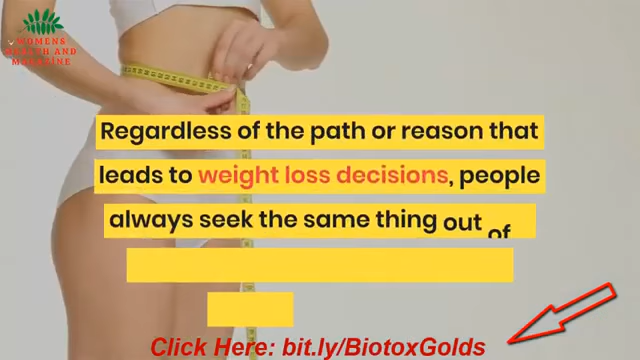 WOMENS
HEALTH AND
MAGAZINE
Regardless of the path or reason that
leads to weight loss decisions, people
always seek the same thing out of
Click Here: bit.ly/BiotoxGolds